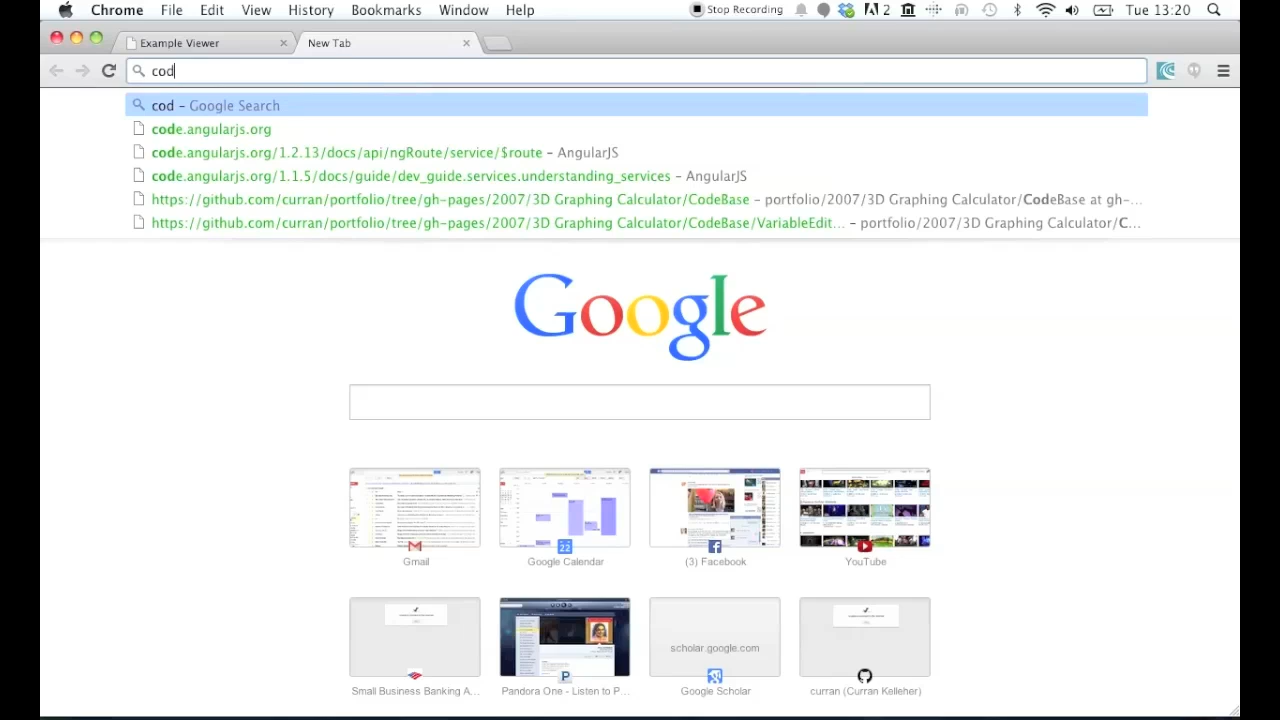 Chrome File Edit View History Bookmarks Window Help Stop Recording 2 Tue 13:20
Example Viewer New Tab
cod
cod – Google Search
code.angularjs.org
code.angularjs.org/1.2.13/docs/api/ngRoute/service/$route – AngularJS
code.angularjs.org/1.1.5/docs/guide/dev_guide.services.understanding_services – AngularJS
https://github.com/curran/portfolio/tree/gh-pages/2007/3D Graphing Calculator/CodeBase – portfolio/2007/3D Graphing Calculator/CodeBase at gh-...
https://github.com/curran/portfolio/tree/gh-pages/2007/3D Graphing Calculator/CodeBase/VariableEdit... – portfolio/2007/3D Graphing Calculator/C...
Google
22
Gmail Google Calendar (3) Facebook YouTube
scholar.google.com
Small Business Banking A... Pandora One - Listen to P... Google Scholar curran (Curran Kelleher)